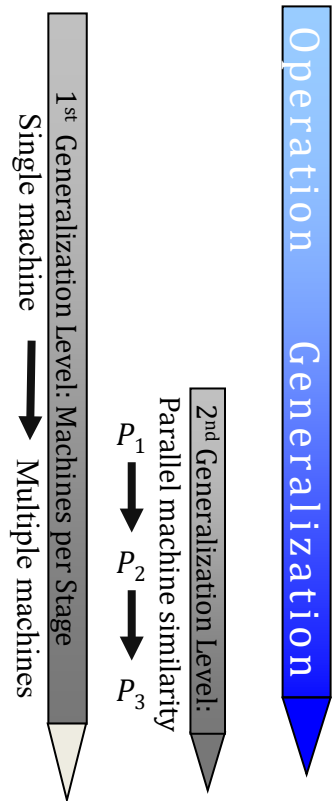 Operation Generalization
1st Generalization Level: Machines per Stage
Single machine
Multiple machines
2nd Generalization Level:
Parallel machine similarity
P1
P2
P3